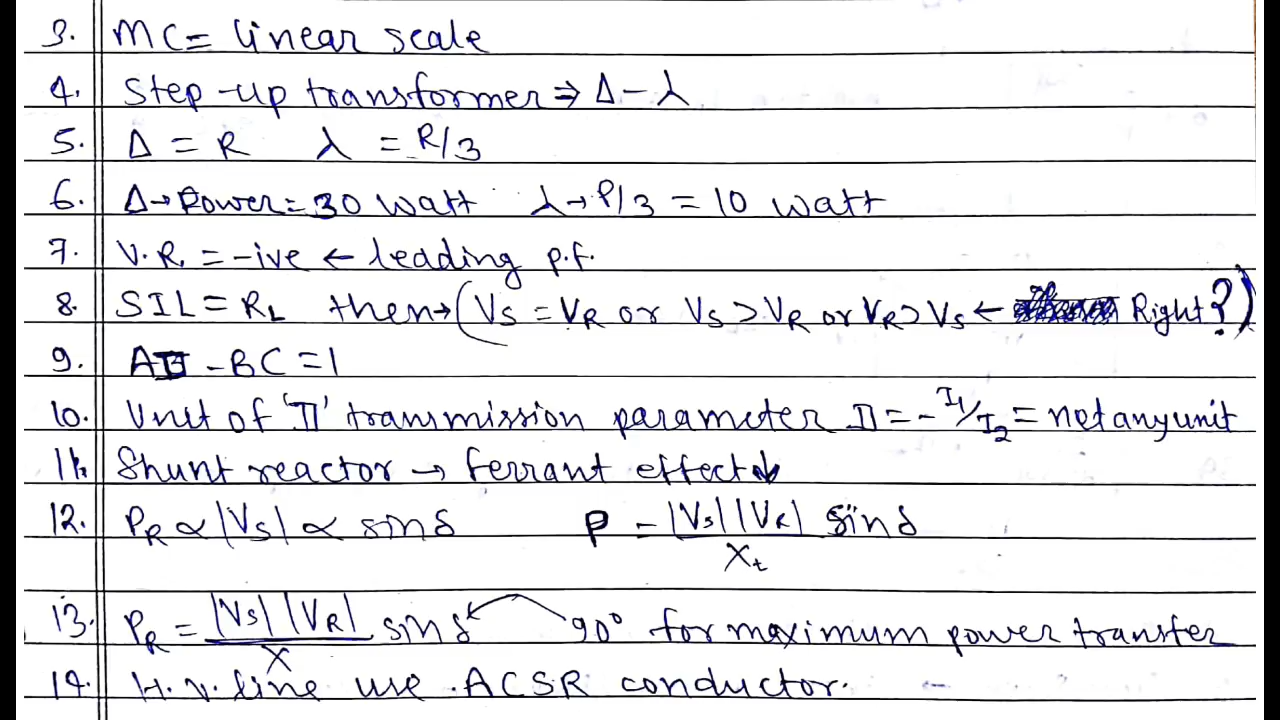 3. MC = linear scale
4. Step-up transformer ⇒ Δ - λ
5. Δ = R λ = R/3
6. Δ → Power = 30 watt λ → P/3 = 10 watt
7. V.R. = -ive ← leading p.f.
8. SIL = RL then → (Vs = VR or Vs > VR or VR > Vs ← Right?)
9. AD - BC = 1
10. Unit of 'D' transmission parameter D = - I1/I2 = not any unit
11. Shunt reactor → ferrant effect ↓
12. PR ∝ |Vs| ∝ sin δ P = |Vs| |VR| / Xt sin δ
13. PR = |Vs| |VR| / X sin δ ← 90° for maximum power transfer
14. H.v. line use ACSR conductor.